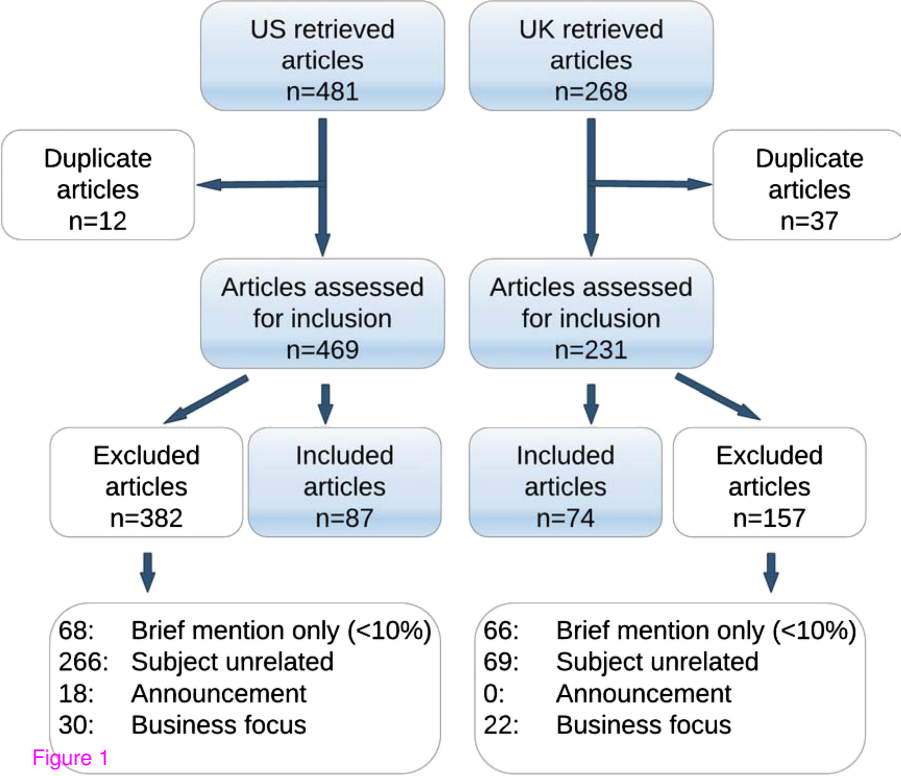 US retrieved
articles
n=481
UK retrieved
articles
n=268
Duplicate
articles
n=12
Duplicate
articles
n=37
Articles assessed
for inclusion
n=469
Articles assessed
for inclusion
n=231
Excluded
articles
n=382
Included
articles
n=87
Included
articles
n=74
Excluded
articles
n=157
68: Brief mention only (<10%)
266: Subject unrelated
18: Announcement
30: Business focus
66: Brief mention only (<10%)
69: Subject unrelated
0: Announcement
22: Business focus
Figure 1